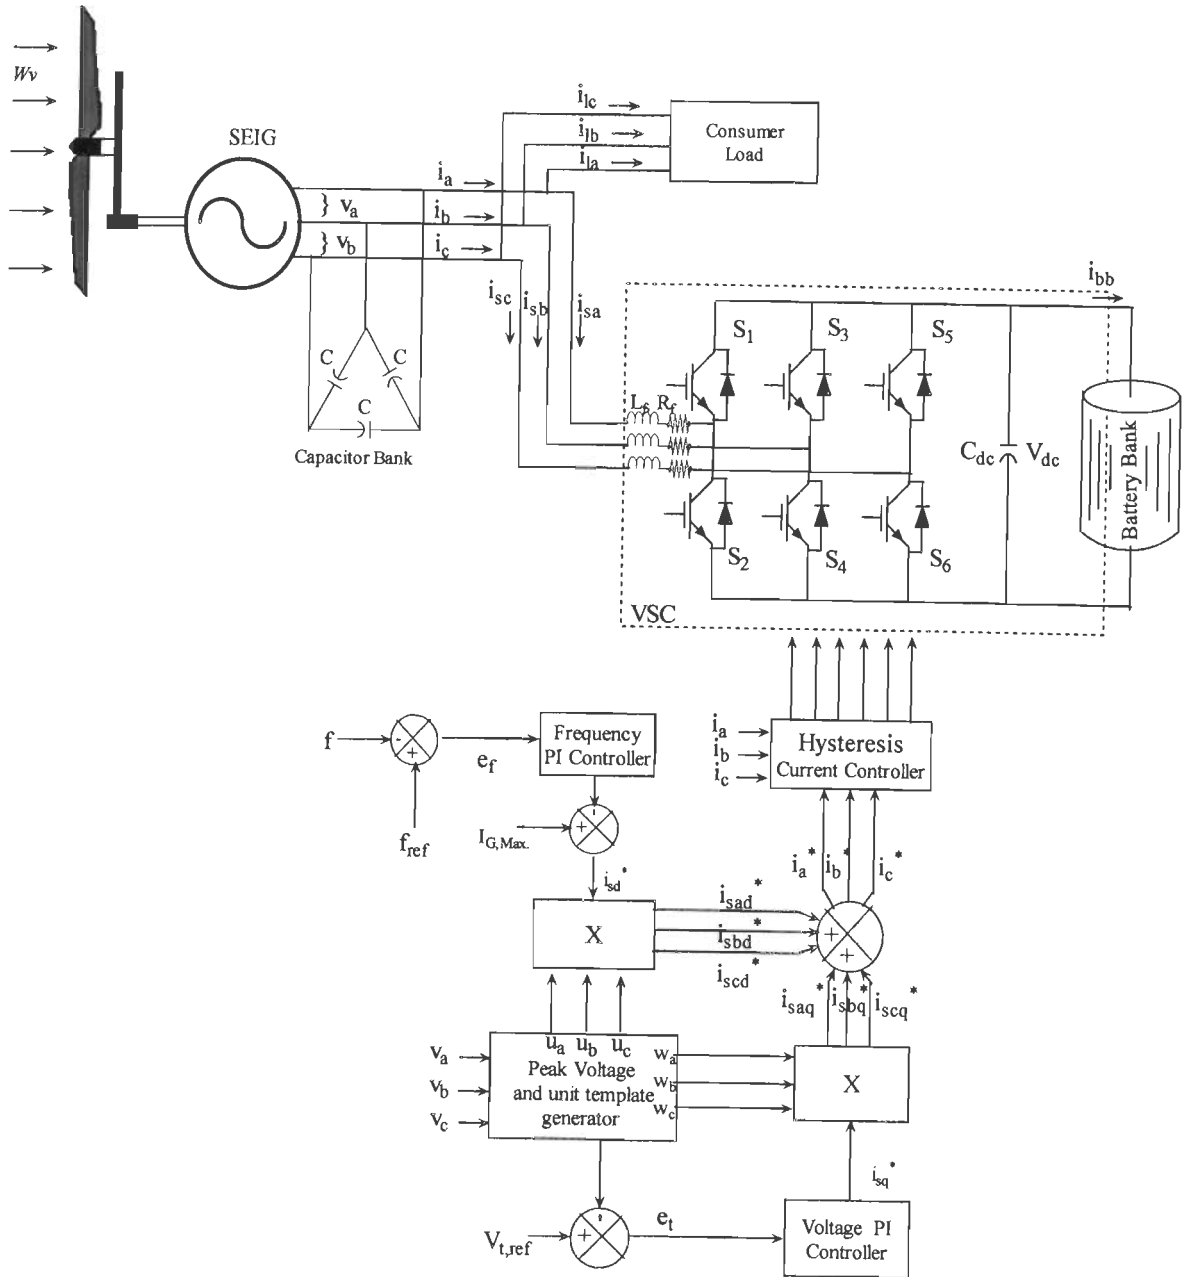 Wv
SEIG
i_a
i_b
i_c
} v_a
} v_b
i_lc
i_lb
i_la
Consumer
Load
i_sc
i_sb
i_sa
C
C
C
Capacitor Bank
i_bb
S_1
S_3
S_5
L_f R_f
C_dc
V_dc
Battery Bank
S_2
S_4
S_6
VSC
f
-
+
e_f
f_ref
Frequency
PI Controller
-
+
I_G,Max.
i_sd*
i_a
i_b
i_c
Hysteresis
Current Controller
i_a*
i_b*
i_c*
X
i_sad*
i_sbd*
i_scd*
+
+
i_saq*
i_sbq*
i_scq*
v_a
v_b
v_c
u_a u_b u_c
Peak Voltage
and unit template
generator
w_a
w_b
w_c
X
i_sq*
V_t,ref
+
-
e_t
Voltage PI
Controller